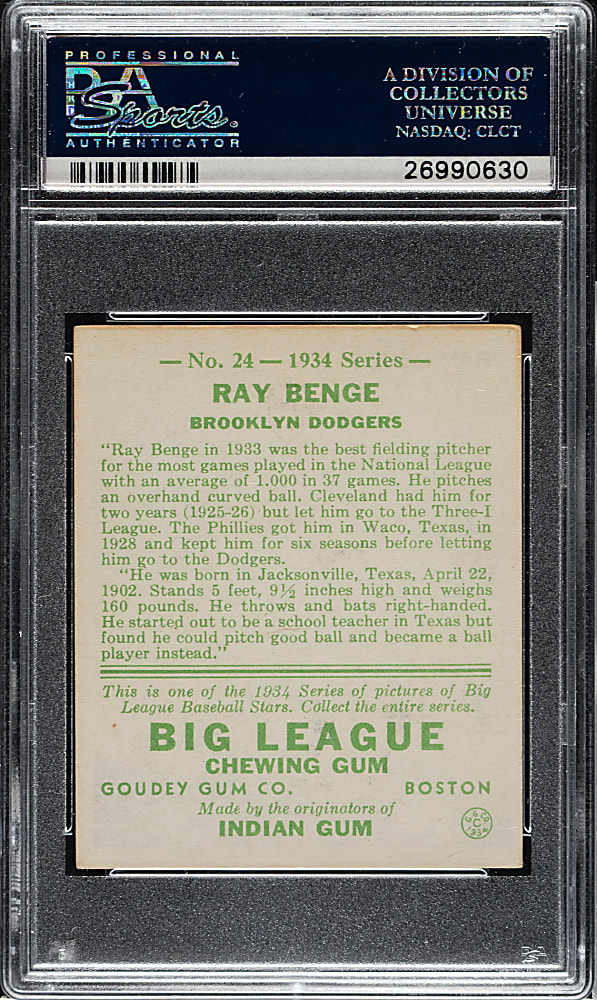 PROFESSIONAL
PSA
Sports
AUTHENTICATOR
A DIVISION OF
COLLECTORS
UNIVERSE
NASDAQ: CLCT
26990630
— No. 24 — 1934 Series —
RAY BENGE
BROOKLYN DODGERS
"Ray Benge in 1933 was the best fielding pitcher
for the most games played in the National League
with an average of 1.000 in 37 games. He pitches
an overhand curved ball. Cleveland had him for
two years (1925-26) but let him go to the Three-I
League. The Phillies got him in Waco, Texas, in
1928 and kept him for six seasons before letting
him go to the Dodgers.
"He was born in Jacksonville, Texas, April 22,
1902. Stands 5 feet, 9½ inches high and weighs
160 pounds. He throws and bats right-handed.
He started out to be a school teacher in Texas but
found he could pitch good ball and became a ball
player instead."
This is one of the 1934 Series of pictures of Big
League Baseball Stars. Collect the entire series.
BIG LEAGUE
CHEWING GUM
GOUDEY GUM CO. BOSTON
Made by the originators of
INDIAN GUM
G.G.CO.
C
1934